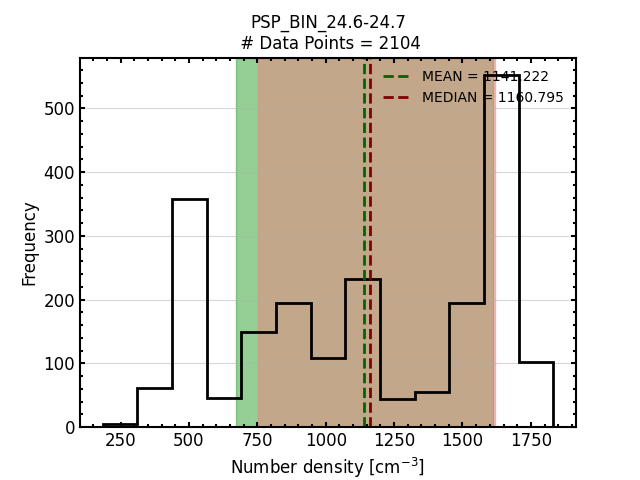 PSP_BIN_24.6-24.7
# Data Points = 2104
MEAN = 1141.222
MEDIAN = 1160.795
Frequency
500
400
300
200
100
0
250 500 750 1000 1250 1500 1750
Number density [cm⁻³]